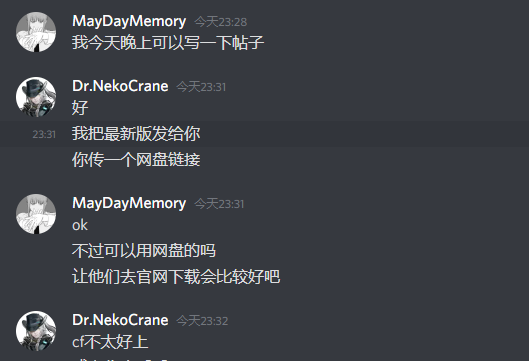 MayDayMemory 今天23:28
我今天晚上可以写一下帖子
Dr.NekoCrane 今天23:31
好
23:31 我把最新版发给你
你传一个网盘链接
MayDayMemory 今天23:31
ok
不过可以用网盘的吗
让他们去官网下载会比较好吧
Dr.NekoCrane 今天23:32
cf不太好上